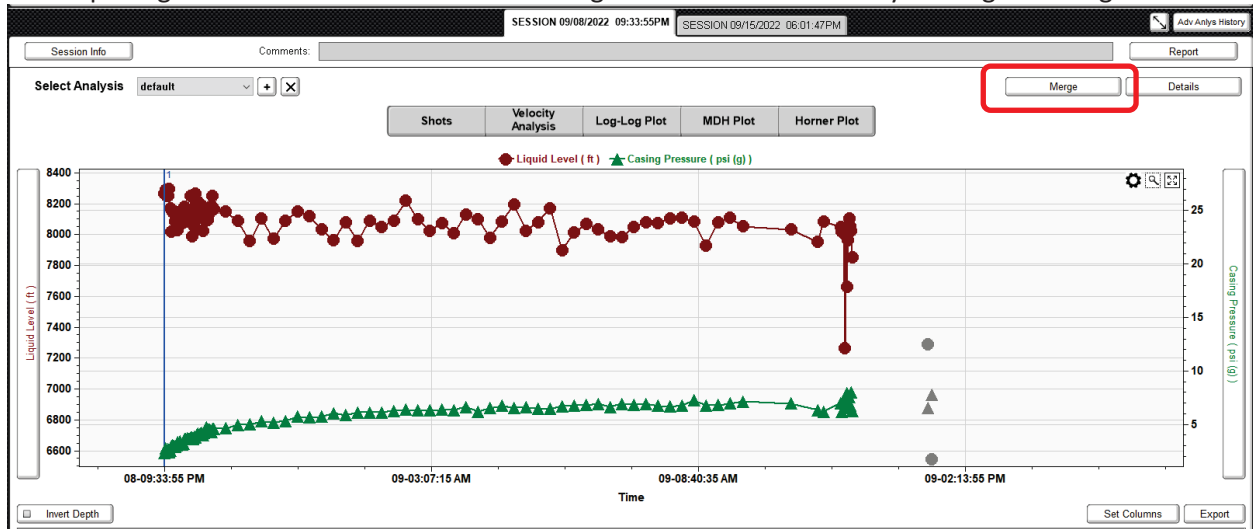 SESSION 09/08/2022 09:33:55PM
SESSION 09/15/2022 06:01:47PM
Adv Anlys History
Session Info
Comments:
Report
Select Analysis
default
+
X
Merge
Details
Shots
Velocity
Analysis
Log-Log Plot
MDH Plot
Horner Plot
Liquid Level ( ft )
Casing Pressure ( psi (g) )
1
8400
8200
8000
7800
7600
7400
7200
7000
6800
6600
Liquid Level ( ft )
25
20
15
10
5
Casing Pressure ( psi (g) )
08-09:33:55 PM
09-03:07:15 AM
09-08:40:35 AM
09-02:13:55 PM
Time
Invert Depth
Set Columns
Export